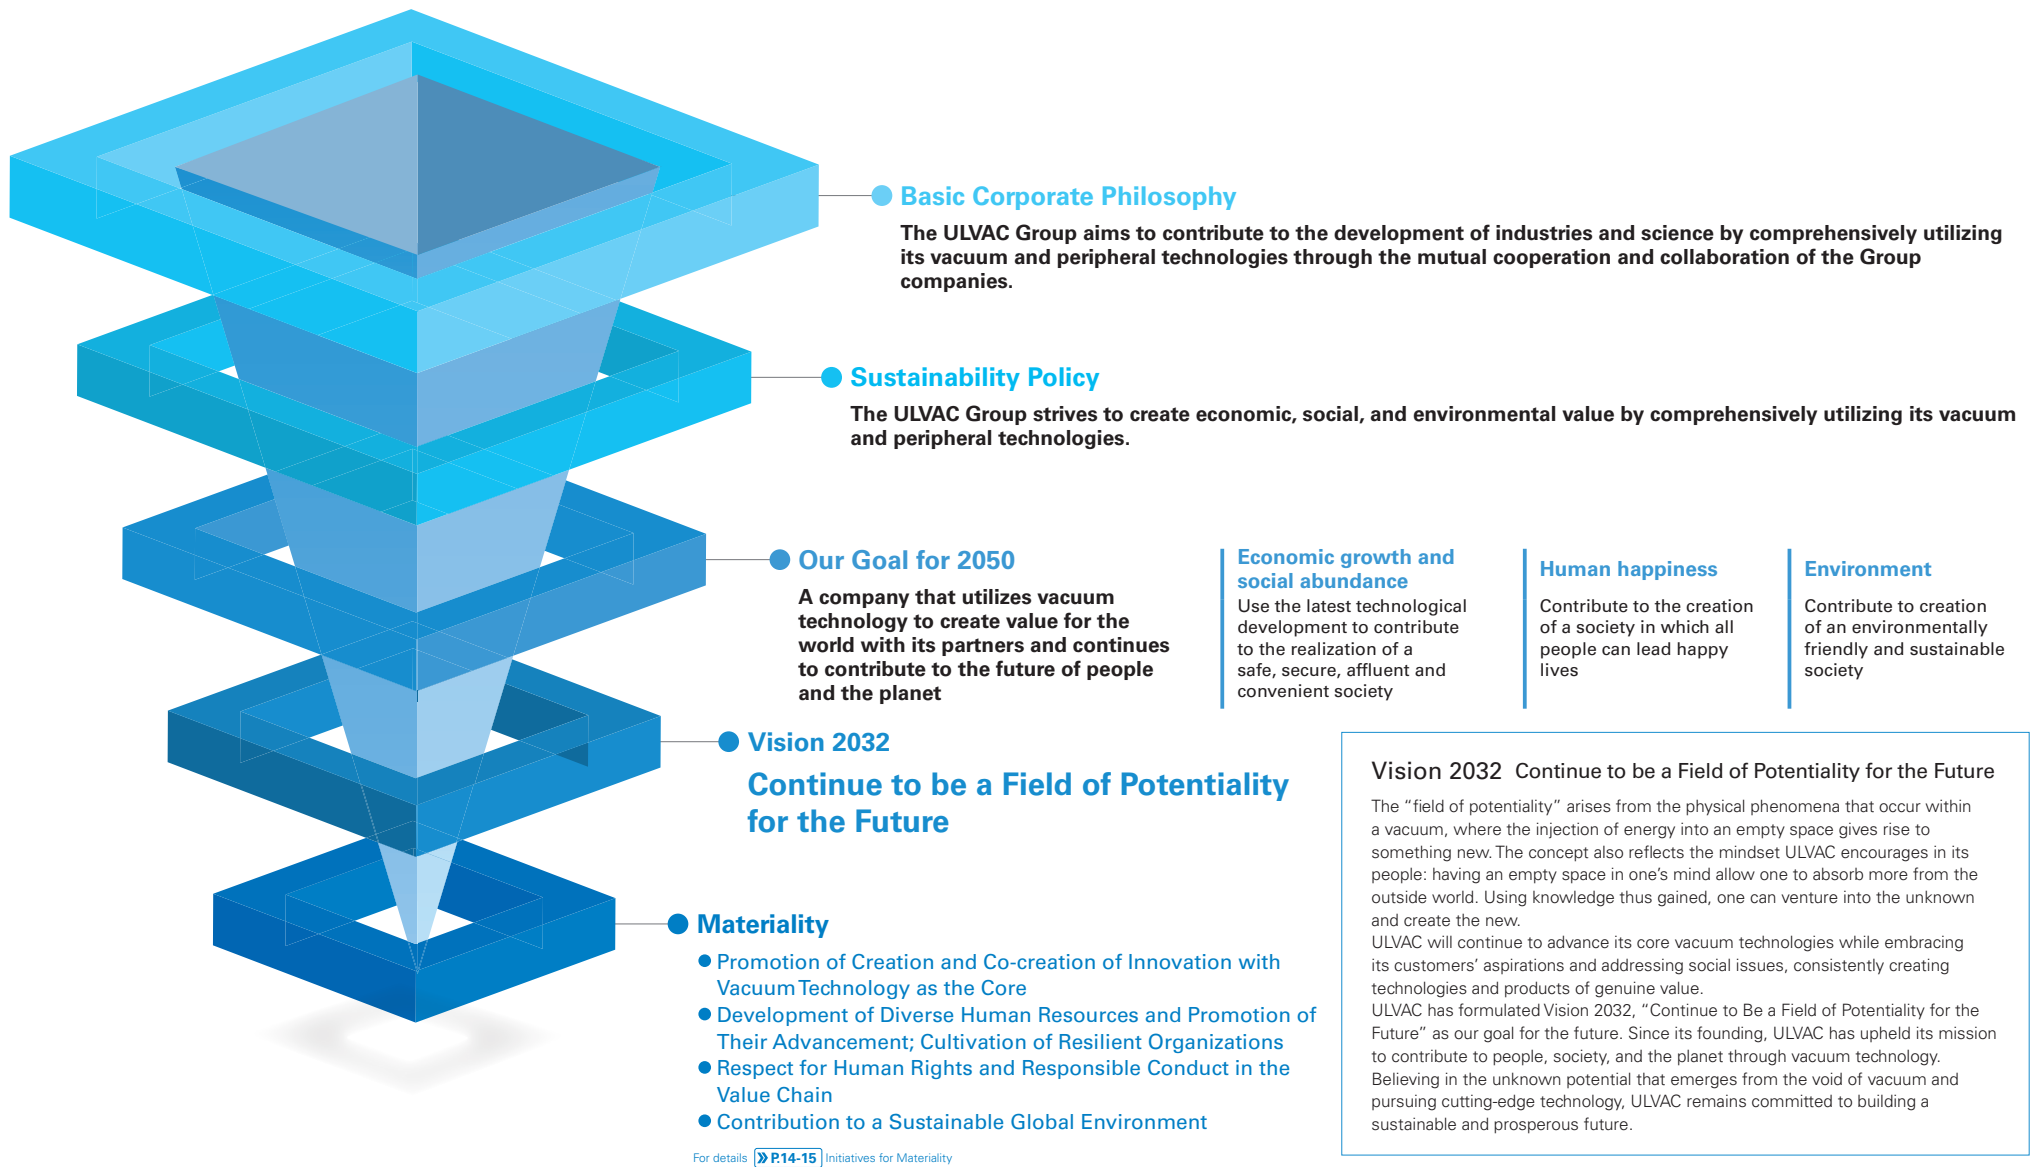 Basic Corporate Philosophy
The ULVAC Group aims to contribute to the development of industries and science by comprehensively utilizing
its vacuum and peripheral technologies through the mutual cooperation and collaboration of the Group
companies.
Sustainability Policy
The ULVAC Group strives to create economic, social, and environmental value by comprehensively utilizing its vacuum
and peripheral technologies.
Our Goal for 2050
A company that utilizes vacuum
technology to create value for the
world with its partners and continues
to contribute to the future of people
and the planet
Economic growth and
social abundance
Use the latest technological
development to contribute
to the realization of a
safe, secure, affluent and
convenient society
Human happiness
Contribute to the creation
of a society in which all
people can lead happy
lives
Environment
Contribute to creation
of an environmentally
friendly and sustainable
society
Vision 2032
Continue to be a Field of Potentiality
for the Future
Materiality
● Promotion of Creation and Co-creation of Innovation with
Vacuum Technology as the Core
● Development of Diverse Human Resources and Promotion of
Their Advancement; Cultivation of Resilient Organizations
● Respect for Human Rights and Responsible Conduct in the
Value Chain
● Contribution to a Sustainable Global Environment
For details P.14-15 Initiatives for Materiality
Vision 2032 Continue to be a Field of Potentiality for the Future
The “field of potentiality” arises from the physical phenomena that occur within
a vacuum, where the injection of energy into an empty space gives rise to
something new. The concept also reflects the mindset ULVAC encourages in its
people: having an empty space in one’s mind allow one to absorb more from the
outside world. Using knowledge thus gained, one can venture into the unknown
and create the new.
ULVAC will continue to advance its core vacuum technologies while embracing
its customers’ aspirations and addressing social issues, consistently creating
technologies and products of genuine value.
ULVAC has formulated Vision 2032, “Continue to Be a Field of Potentiality for the
Future” as our goal for the future. Since its founding, ULVAC has upheld its mission
to contribute to people, society, and the planet through vacuum technology.
Believing in the unknown potential that emerges from the void of vacuum and
pursuing cutting-edge technology, ULVAC remains committed to building a
sustainable and prosperous future.